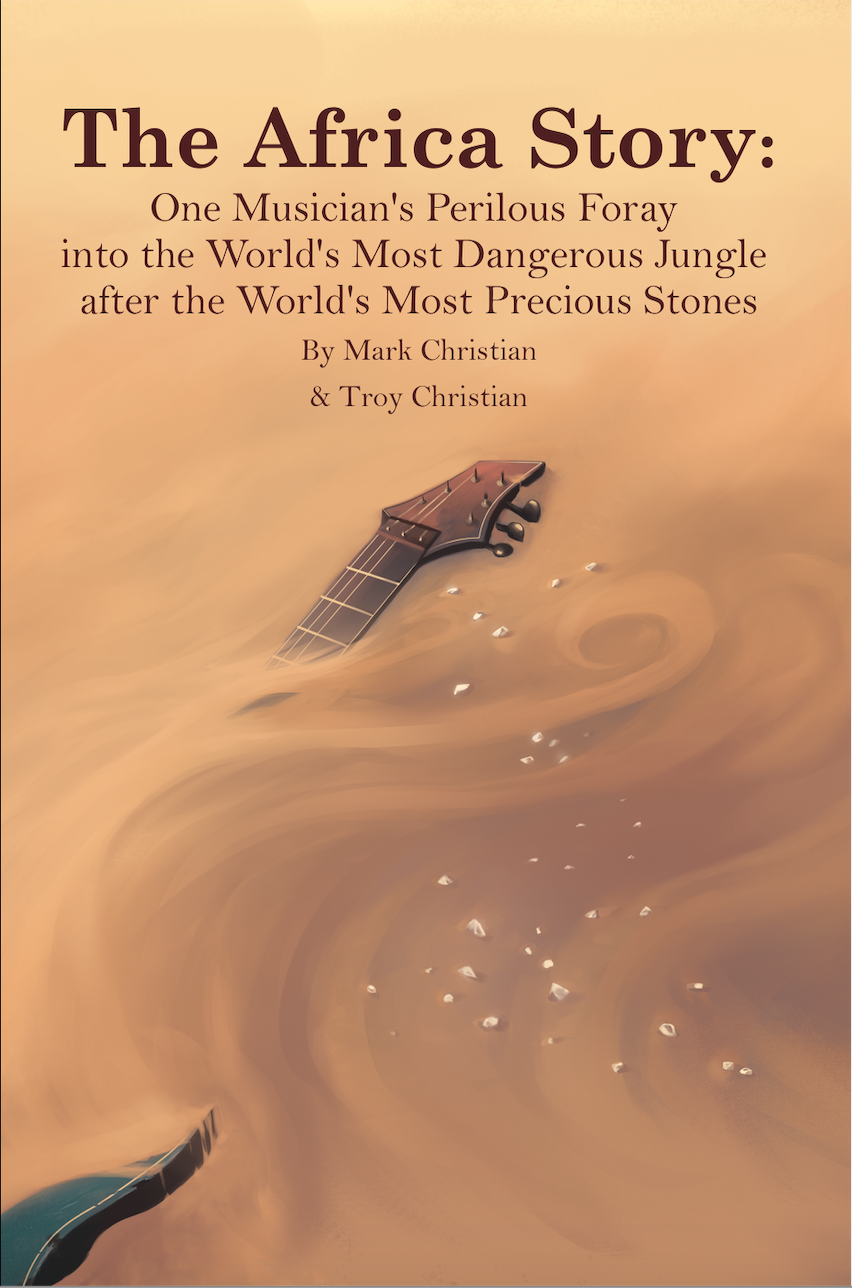 The Africa Story:
One Musician's Perilous Foray
into the World's Most Dangerous Jungle
after the World's Most Precious Stones
By Mark Christian
& Troy Christian